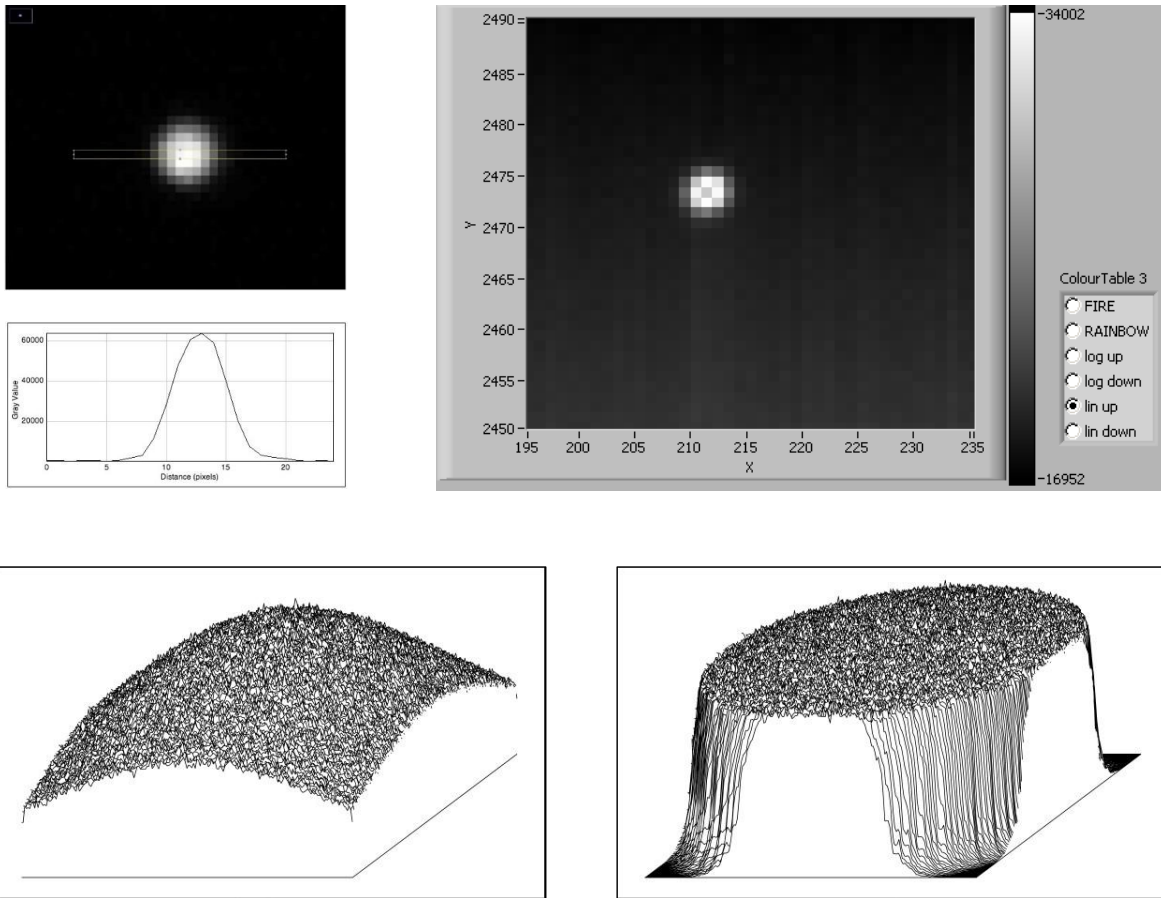 60000
40000
20000
Gray Value
0 5 10 15 20
Distance (pixels)
2490
2485
2480
2475
2470
2465
2460
2455
2450
Y
195 200 205 210 215 220 225 230 235
X
-34002
-16952
ColourTable 3
FIRE
RAINBOW
log up
log down
lin up
lin down